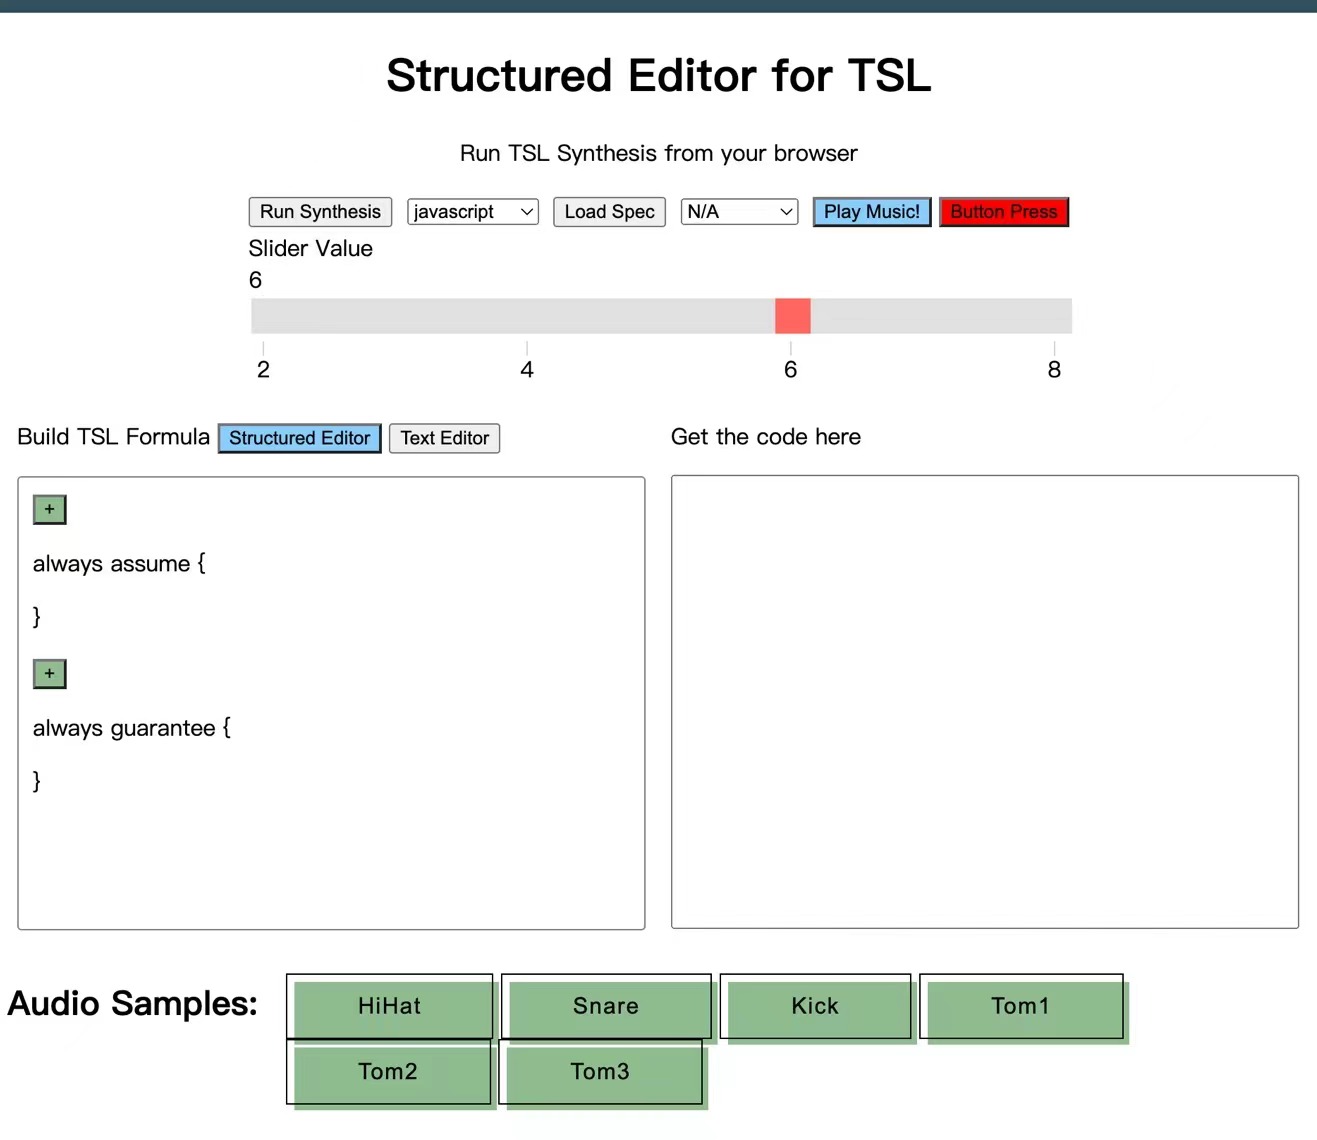 Structured Editor for TSL
Run TSL Synthesis from your browser
Run Synthesis javascript Load Spec N/A Play Music! Button Press
Slider Value
6
2 4 6 8
Build TSL Formula Structured Editor Text Editor
Get the code here
+
always assume {
}
+
always guarantee {
}
Audio Samples:
HiHat Snare Kick Tom1
Tom2 Tom3